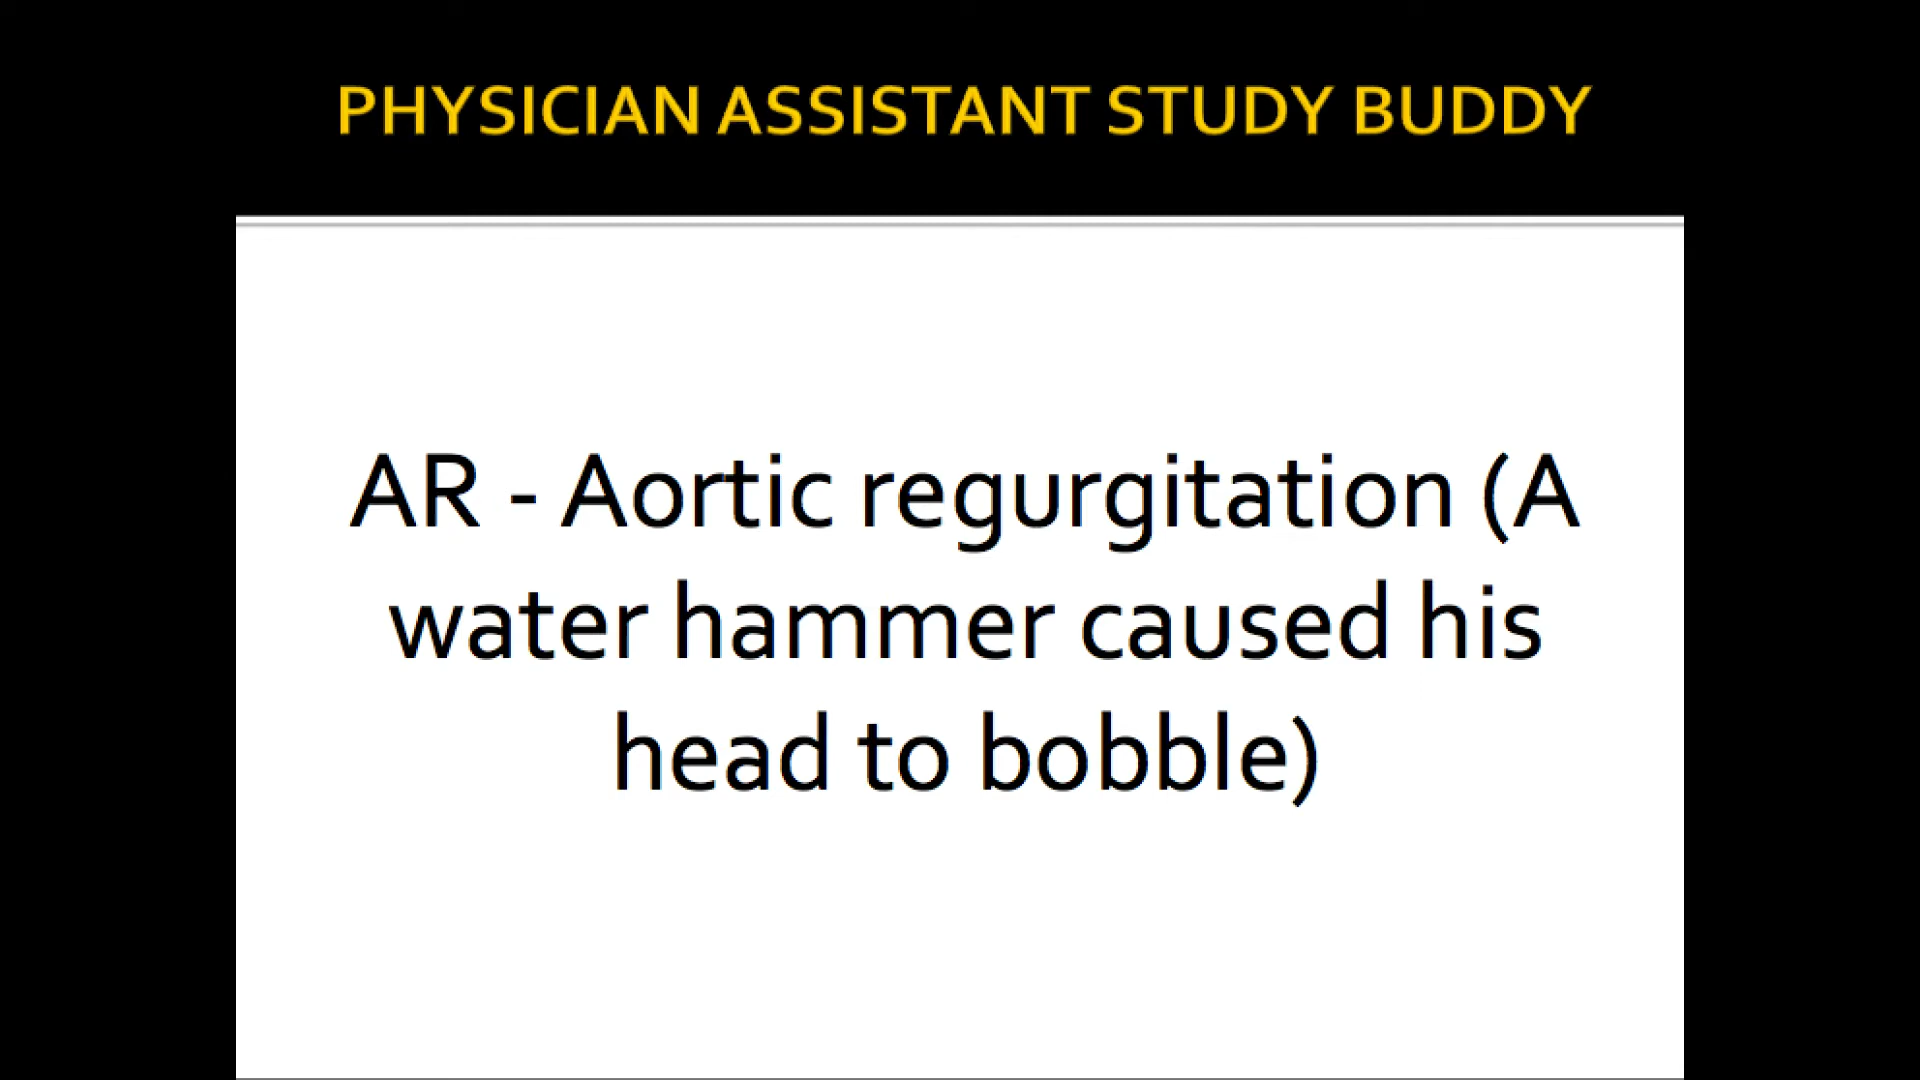 PHYSICIAN ASSISTANT STUDY BUDDY
AR - Aortic regurgitation (A
water hammer caused his
head to bobble)